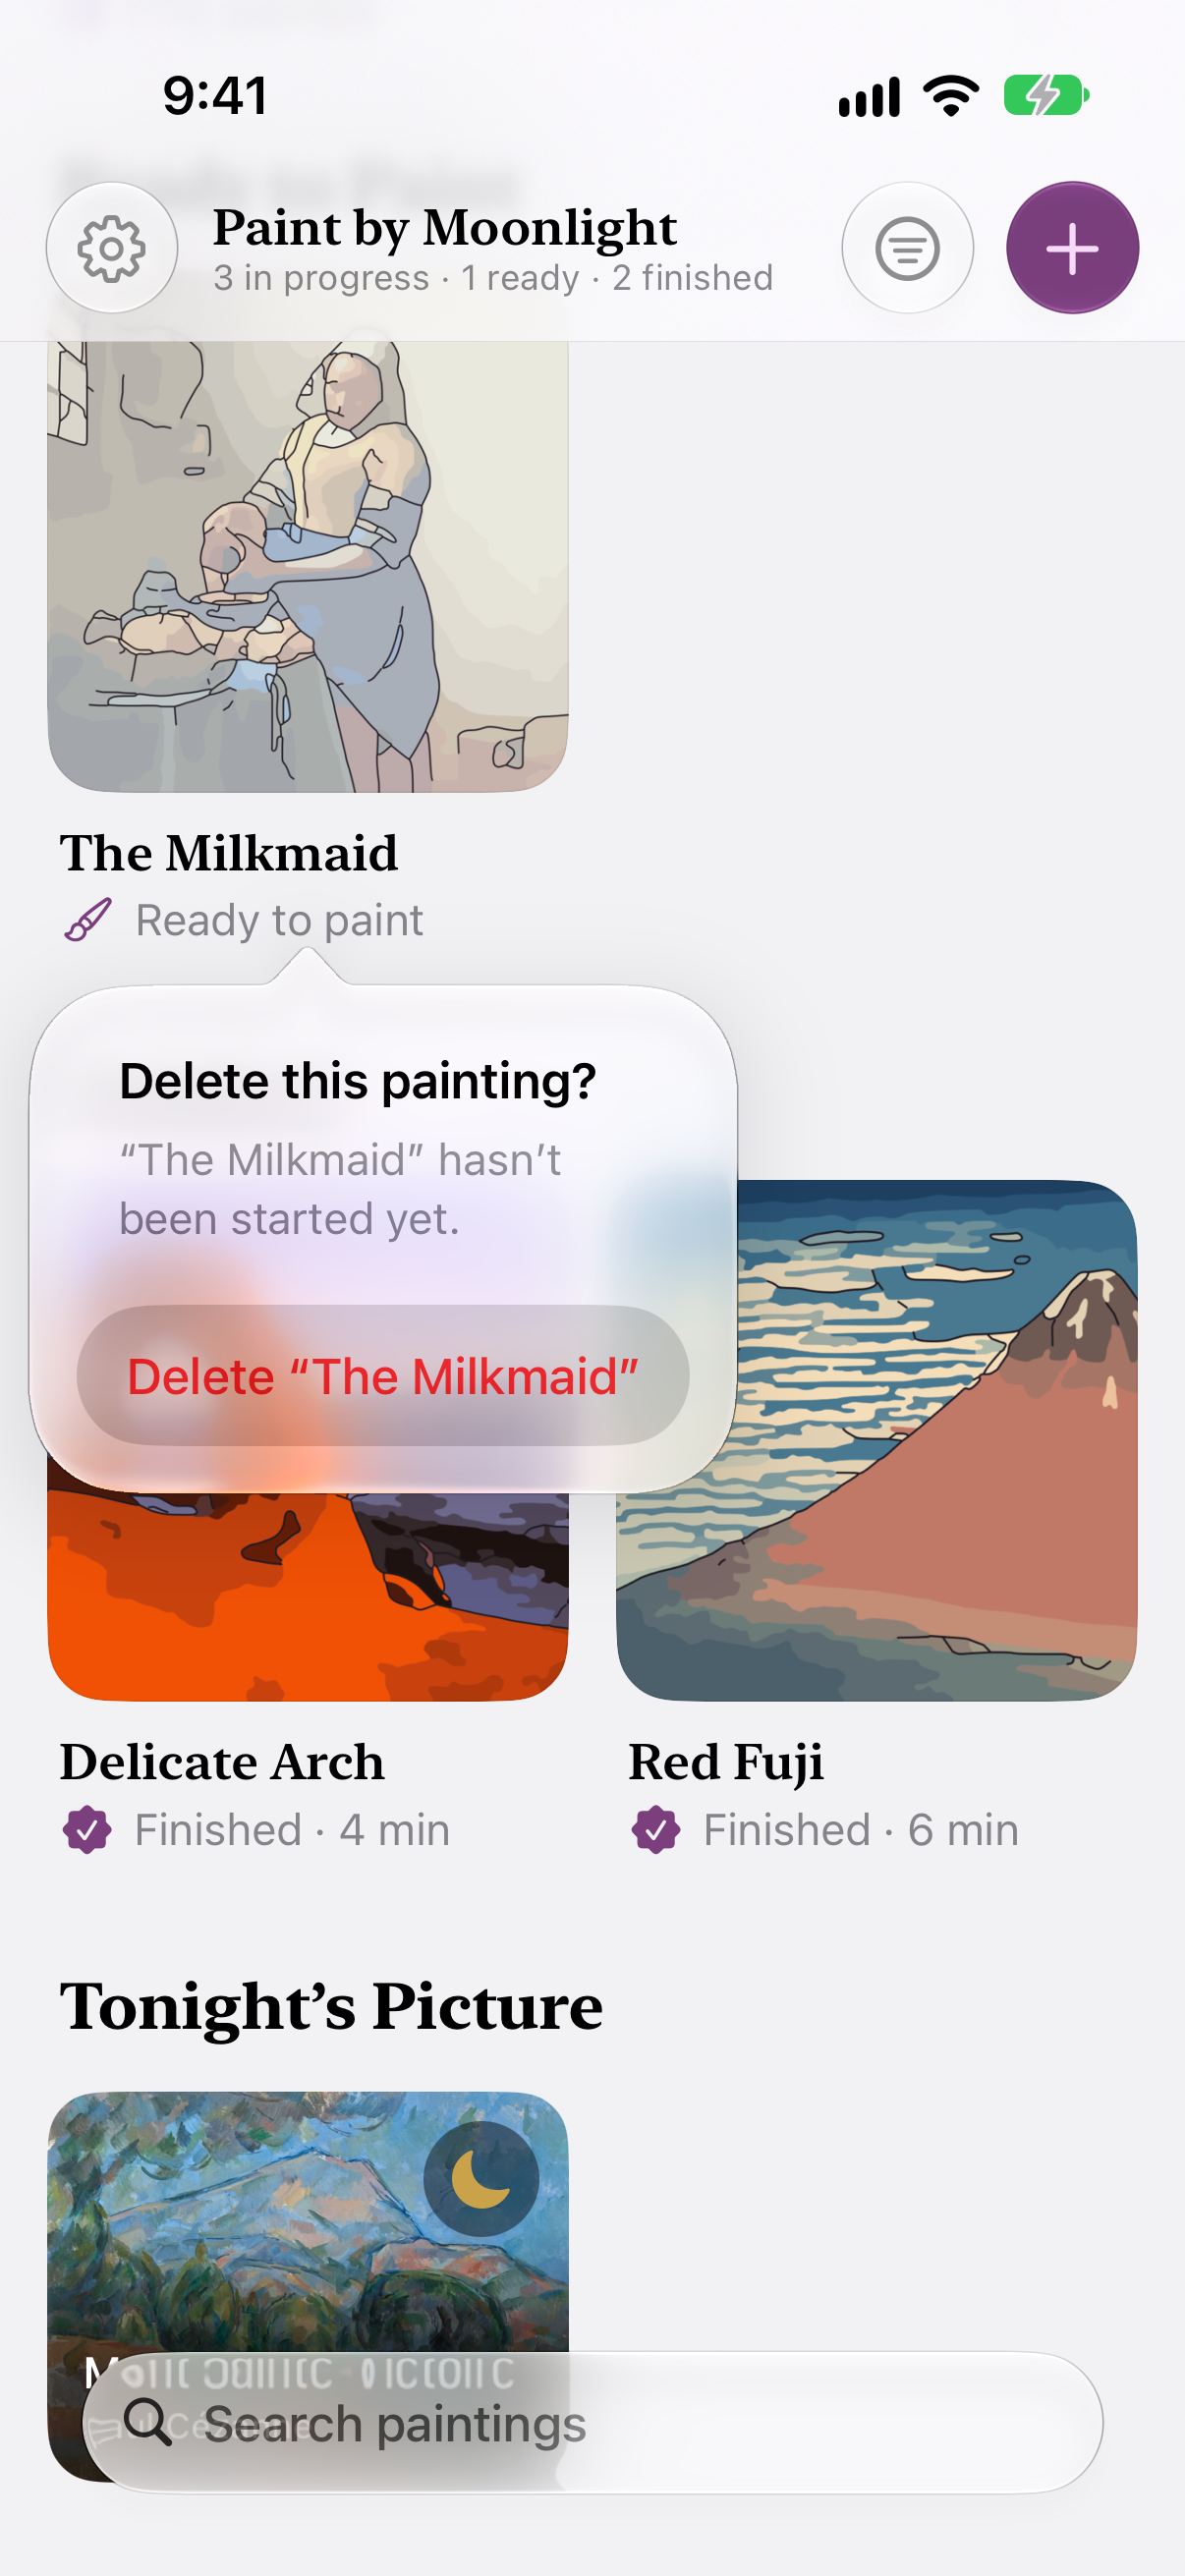 9:41
Paint by Moonlight
3 in progress · 1 ready · 2 finished
The Milkmaid
Ready to paint
Delete this painting?
“The Milkmaid” hasn’t
been started yet.
Delete “The Milkmaid”
Delicate Arch
Finished · 4 min
Red Fuji
Finished · 6 min
Tonight’s Picture
Search paintings